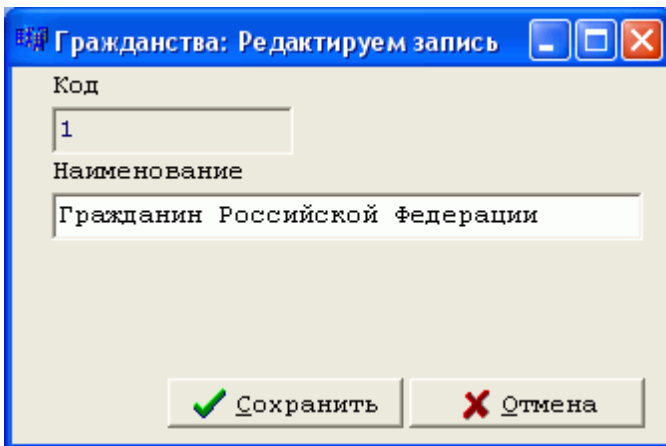 Гражданства: Редактируем запись
Код
1
Наименование
Гражданин Российской Федерации
Сохранить Отмена